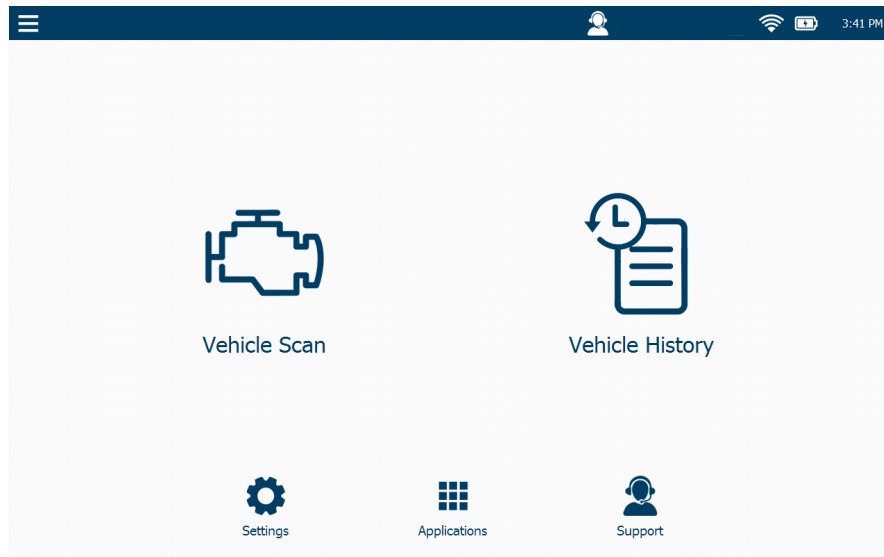 3:41 PM
Vehicle Scan
Vehicle History
Settings
Applications
Support